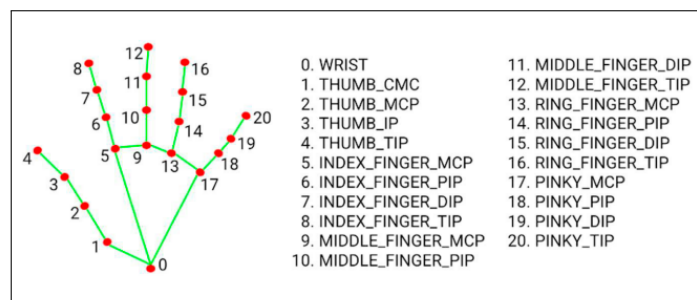 12
16
8
11
15
7
20
10
6
14
19
4
5
9
13
18
3
17
2
1
0
0. WRIST
1. THUMB_CMC
2. THUMB_MCP
3. THUMB_IP
4. THUMB_TIP
5. INDEX_FINGER_MCP
6. INDEX_FINGER_PIP
7. INDEX_FINGER_DIP
8. INDEX_FINGER_TIP
9. MIDDLE_FINGER_MCP
10. MIDDLE_FINGER_PIP
11. MIDDLE_FINGER_DIP
12. MIDDLE_FINGER_TIP
13. RING_FINGER_MCP
14. RING_FINGER_PIP
15. RING_FINGER_DIP
16. RING_FINGER_TIP
17. PINKY_MCP
18. PINKY_PIP
19. PINKY_DIP
20. PINKY_TIP